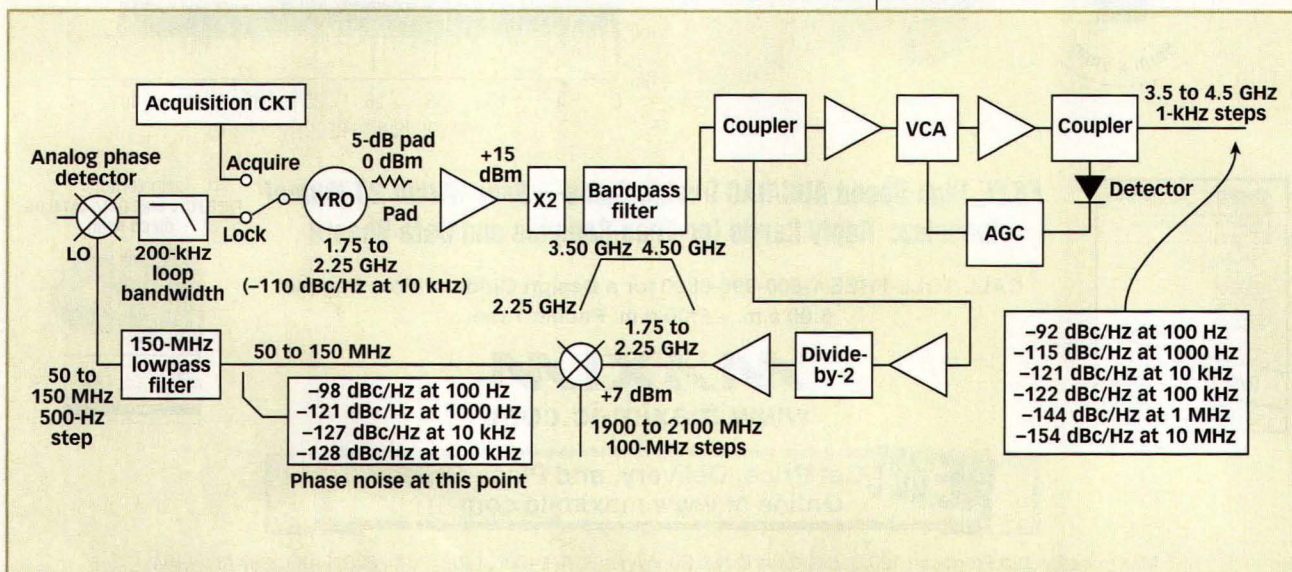 Acquisition CKT
Analog phase
detector
LO
Acquire
Lock
200-kHz
loop
bandwidth
5-dB pad
0 dBm
Pad
YRO
1.75 to
2.25 GHz
(–110 dBc/Hz at 10 kHz)
+15
dBm
X2
Bandpass
filter
3.50 GHz 4.50 GHz
2.25 GHz
Coupler
VCA
Coupler
3.5 to 4.5 GHz
1-kHz steps
Detector
AGC
1.75 to
2.25 GHz
Divide-
by-2
+7 dBm
1900 to 2100 MHz
100-MHz steps
150-MHz
lowpass
filter
50 to 150 MHz
50 to
150 MHz
500-Hz
step
–98 dBc/Hz at 100 Hz
–121 dBc/Hz at 1000 Hz
–127 dBc/Hz at 10 kHz
–128 dBc/Hz at 100 kHz
Phase noise at this point
–92 dBc/Hz at 100 Hz
–115 dBc/Hz at 1000 Hz
–121 dBc/Hz at 10 kHz
–122 dBc/Hz at 100 kHz
–144 dBc/Hz at 1 MHz
–154 dBc/Hz at 10 MHz